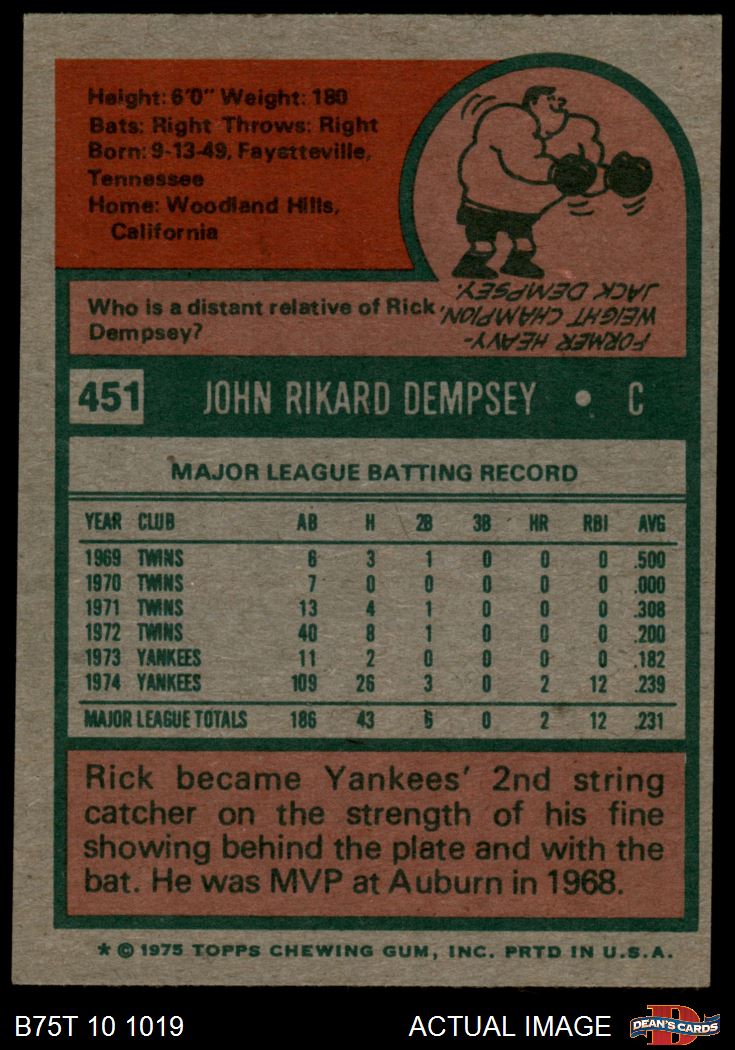 Height: 6'0" Weight: 180
Bats: Right Throws: Right
Born: 9-13-49, Fayetteville,
Tennessee
Home: Woodland Hills,
California
Who is a distant relative of Rick
Dempsey?
FORMER HEAVY-
WEIGHT CHAMPION,
JACK DEMPSEY.
451 JOHN RIKARD DEMPSEY • C
MAJOR LEAGUE BATTING RECORD
YEAR CLUB AB H 2B 3B HR RBI AVG
1969 TWINS 6 3 1 0 0 0 .500
1970 TWINS 7 0 0 0 0 0 .000
1971 TWINS 13 4 1 0 0 0 .308
1972 TWINS 40 8 1 0 0 0 .200
1973 YANKEES 11 2 0 0 0 0 .182
1974 YANKEES 109 26 3 0 2 12 .239
MAJOR LEAGUE TOTALS 186 43 6 0 2 12 .231
Rick became Yankees' 2nd string
catcher on the strength of his fine
showing behind the plate and with the
bat. He was MVP at Auburn in 1968.
* © 1975 TOPPS CHEWING GUM, INC. PRTD IN U.S.A.
B75T 10 1019 ACTUAL IMAGE D DEAN'S CARDS